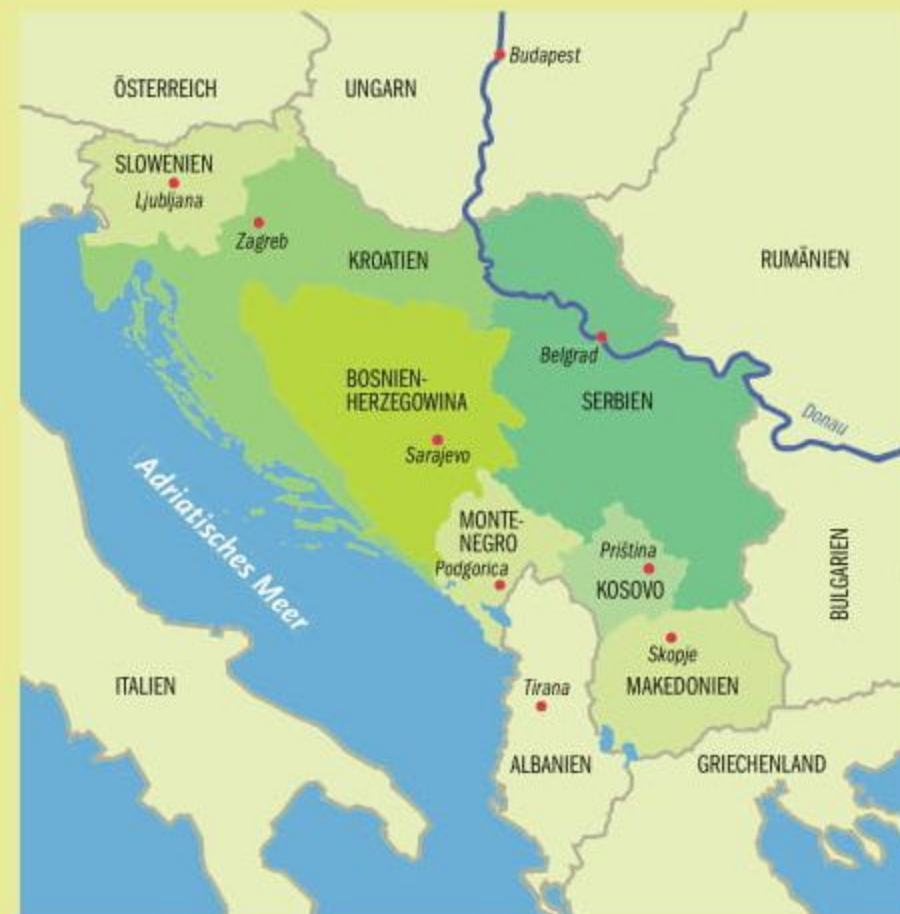 Budapest
ÖSTERREICH
UNGARN
SLOWENIEN
Ljubljana
Zagreb
KROATIEN
RUMÄNIEN
Belgrad
BOSNIEN-
HERZEGOWINA
SERBIEN
Donau
Sarajevo
Adriatisches Meer
MONTE-
NEGRO
Podgorica
Priština
KOSOVO
BULGARIEN
Skopje
MAKEDONIEN
ITALIEN
Tirana
ALBANIEN
GRIECHENLAND